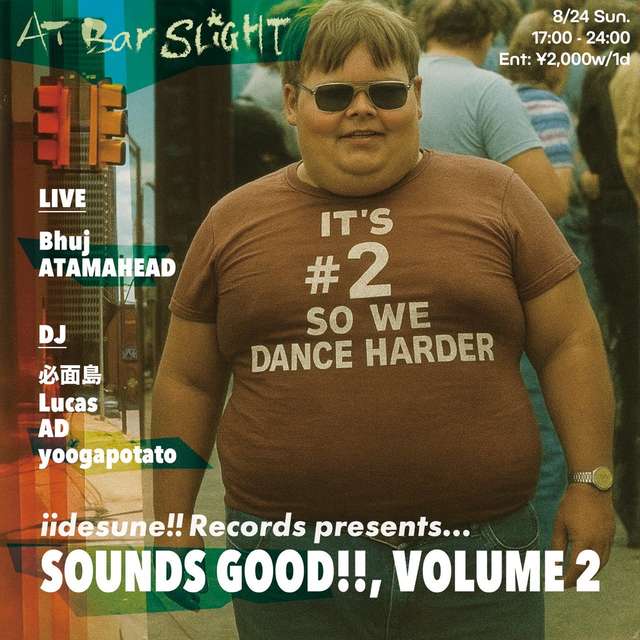 AT Bar SLiGHT
8/24 Sun.
17:00 - 24:00
Ent: ¥2,000w/1d
LIVE
Bhuj
ATAMAHEAD
DJ
必面島
Lucas
AD
yoogapotato
IT'S
#2
SO WE
DANCE HARDER
iidesune!! Records presents...
SOUNDS GOOD!!, VOLUME 2